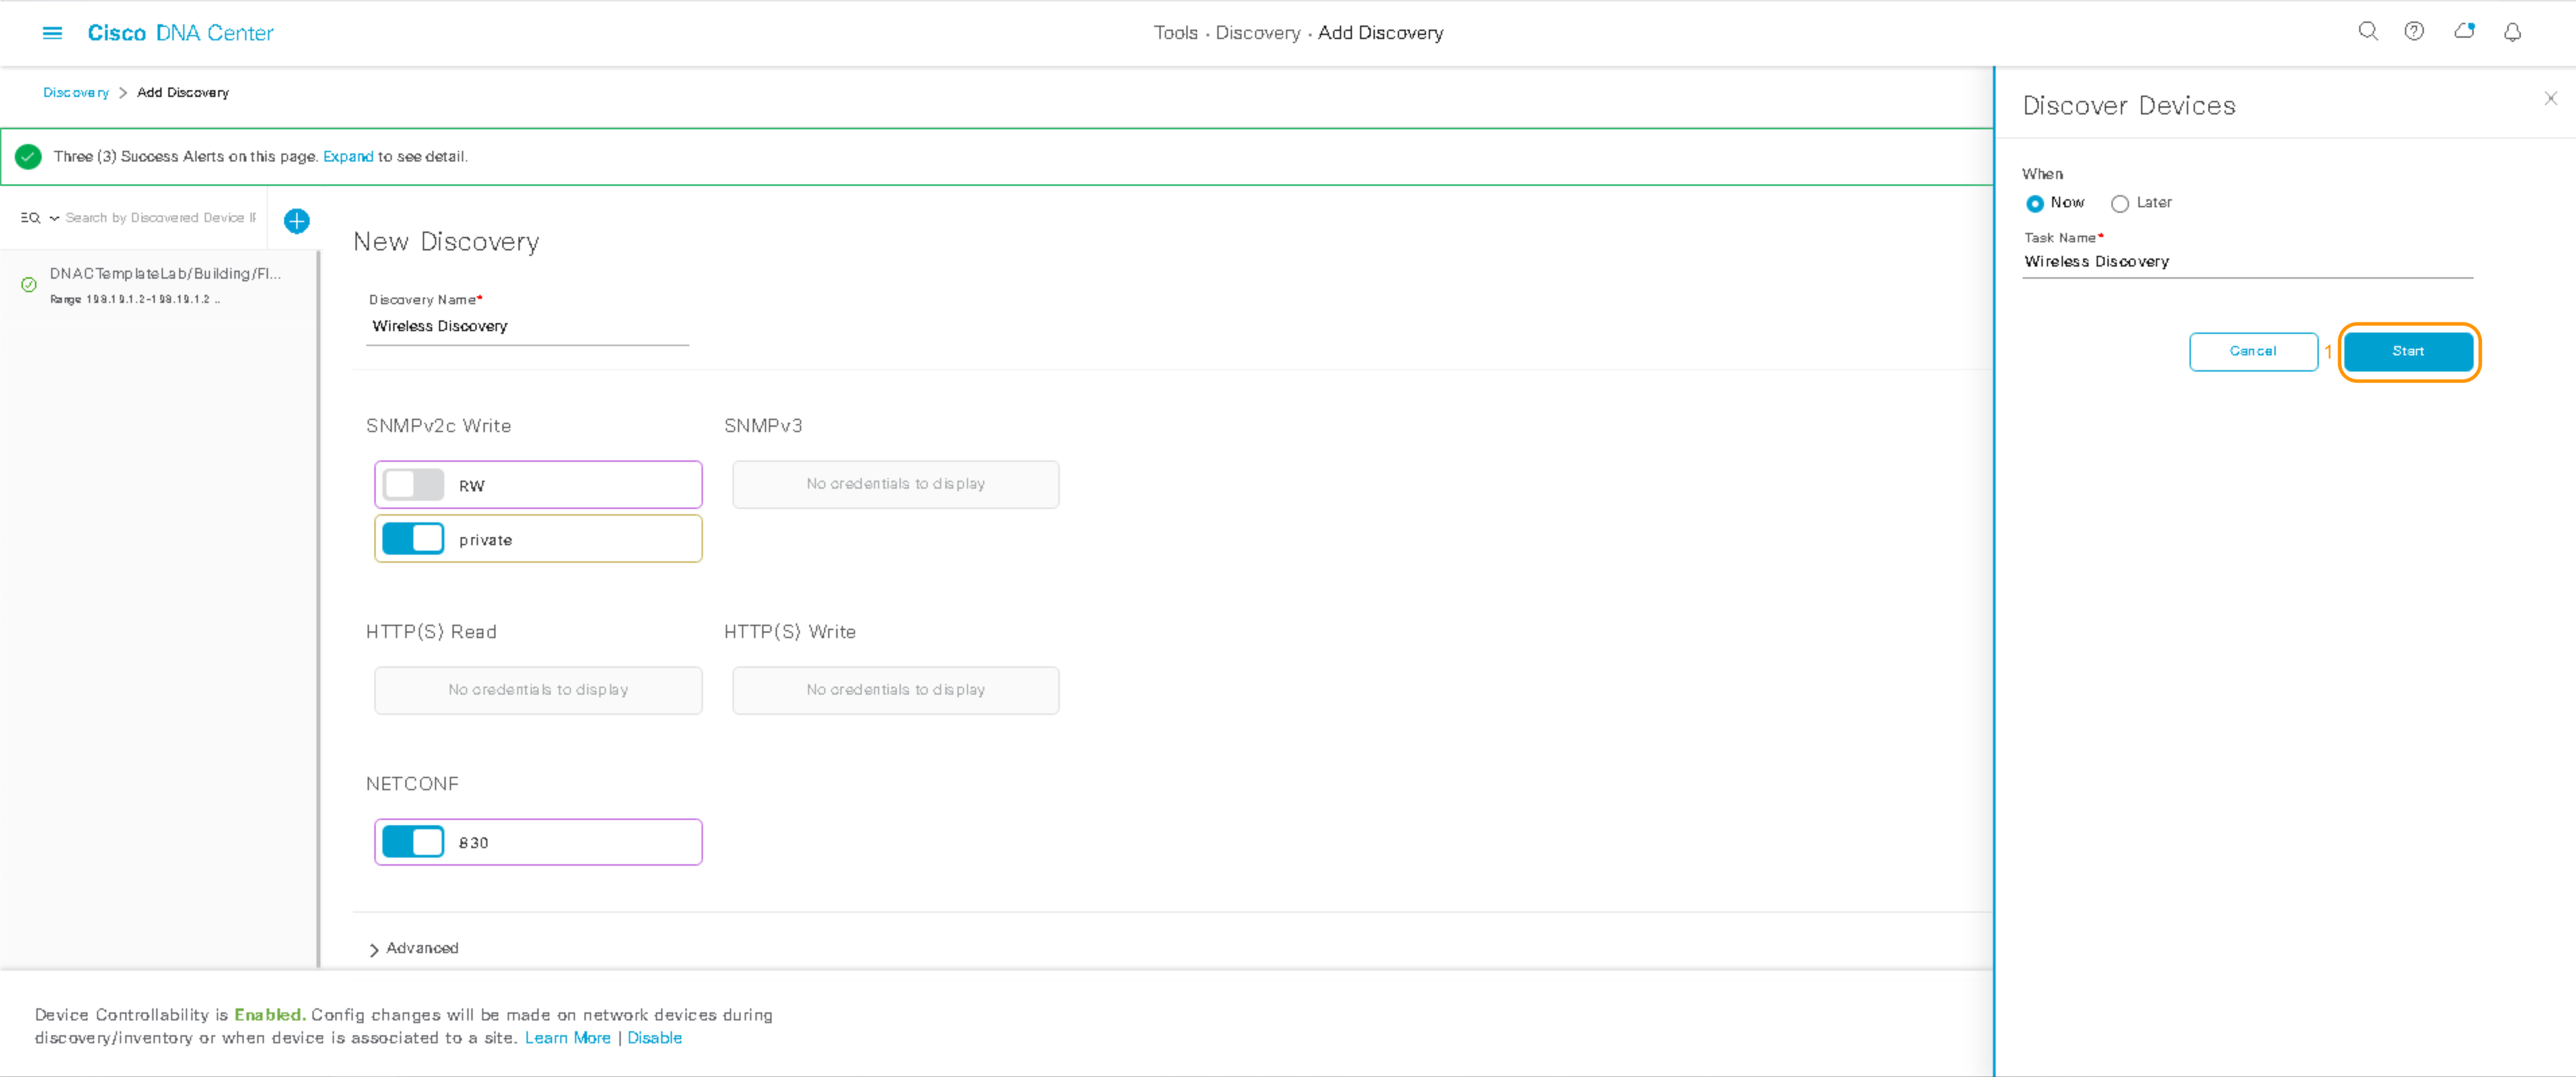 Cisco DNA Center
Tools · Discovery · Add Discovery
Discovery > Add Discovery
Three (3) Success Alerts on this page. Expand to see detail.
Search by Discovered Device IP
DNACTemplateLab/Building/Fl...
Range 198.19.1.2-198.19.1.2 ..
New Discovery
Discovery Name*
Wireless Discovery
SNMPv2c Write
SNMPv3
RW
No credentials to display
private
HTTP(S) Read
HTTP(S) Write
No credentials to display
No credentials to display
NETCONF
830
Advanced
Device Controllability is Enabled. Config changes will be made on network devices during
discovery/inventory or when device is associated to a site. Learn More | Disable
Discover Devices
When
Now
Later
Task Name*
Wireless Discovery
Cancel
1
Start